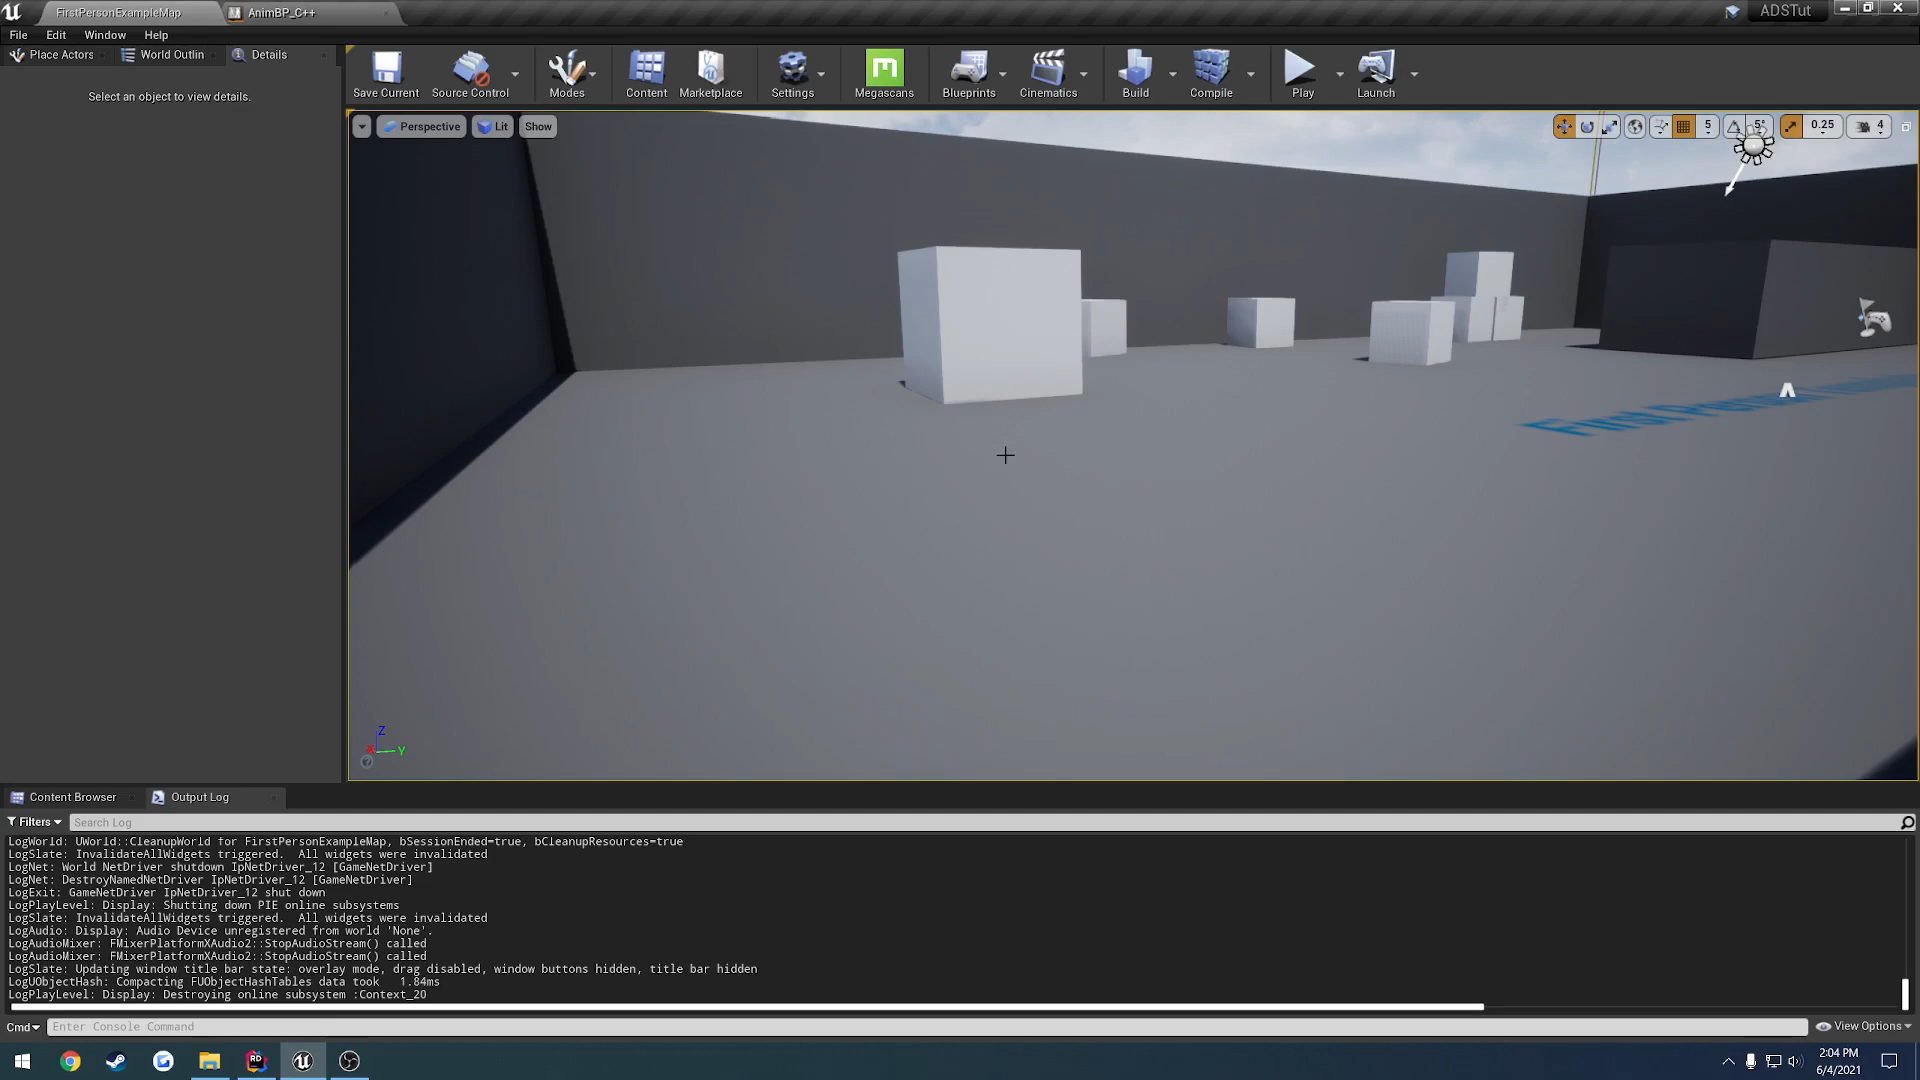 FirstPersonExampleMap
AnimBP_C++
ADSTut
File Edit Window Help
Place Actors World Outlin Details
Select an object to view details.
Save Current Source Control Modes Content Marketplace Settings Megascans Blueprints Cinematics Build Compile Play Launch
Perspective Lit Show
5 5° 0.25 4
First Person
Z
X Y
Content Browser Output Log
Filters Search Log
LogWorld: UWorld::CleanupWorld for FirstPersonExampleMap, bSessionEnded=true, bCleanupResources=true
LogSlate: InvalidateAllWidgets triggered. All widgets were invalidated
LogNet: World NetDriver shutdown IpNetDriver_12 [GameNetDriver]
LogNet: DestroyNamedNetDriver IpNetDriver_12 [GameNetDriver]
LogExit: GameNetDriver IpNetDriver_12 shut down
LogPlayLevel: Display: Shutting down PIE online subsystems
LogSlate: InvalidateAllWidgets triggered. All widgets were invalidated
LogAudio: Display: Audio Device unregistered from world 'None'.
LogAudioMixer: FMixerPlatformXAudio2::StopAudioStream() called
LogAudioMixer: FMixerPlatformXAudio2::StopAudioStream() called
LogSlate: Updating window title bar state: overlay mode, drag disabled, window buttons hidden, title bar hidden
LogUObjectHash: Compacting FUObjectHashTables data took 1.84ms
LogPlayLevel: Display: Destroying online subsystem :Context_20
Cmd Enter Console Command View Options
RD
2:04 PM
6/4/2021